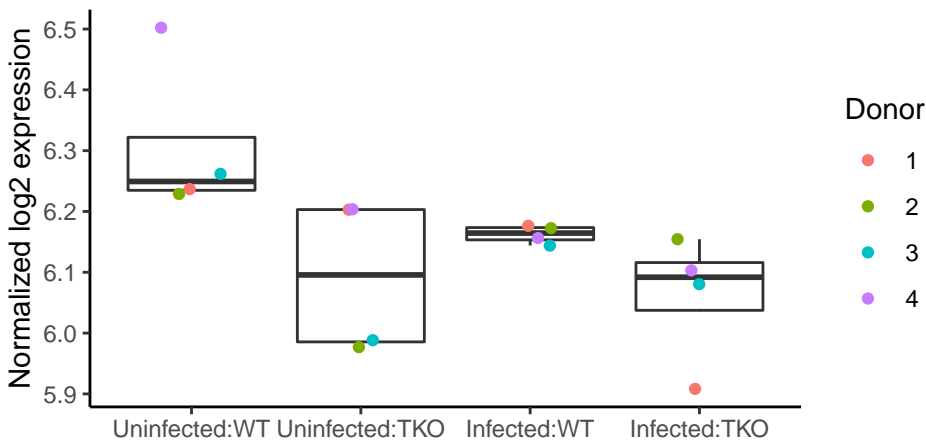 Normalized log2 expression
6.5
6.4
6.3
6.2
6.1
6.0
5.9
Uninfected:WT
Uninfected:TKO
Infected:WT
Infected:TKO
Donor
1
2
3
4